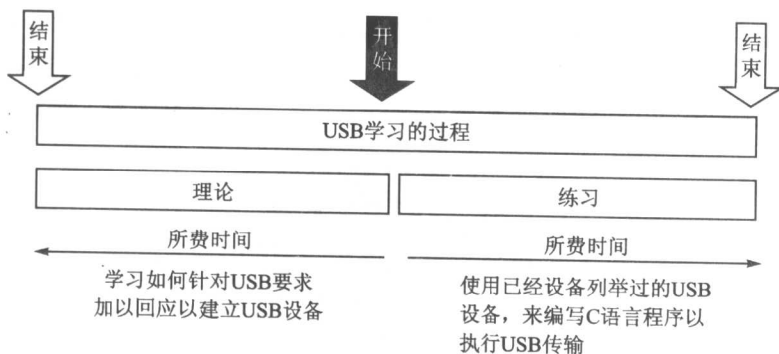 结束
开始
结束
USB学习的过程
理论
练习
所费时间
所费时间
学习如何针对USB要求
加以回应以建立USB设备
使用已经设备列举过的USB
设备，来编写C语言程序以
执行USB传输